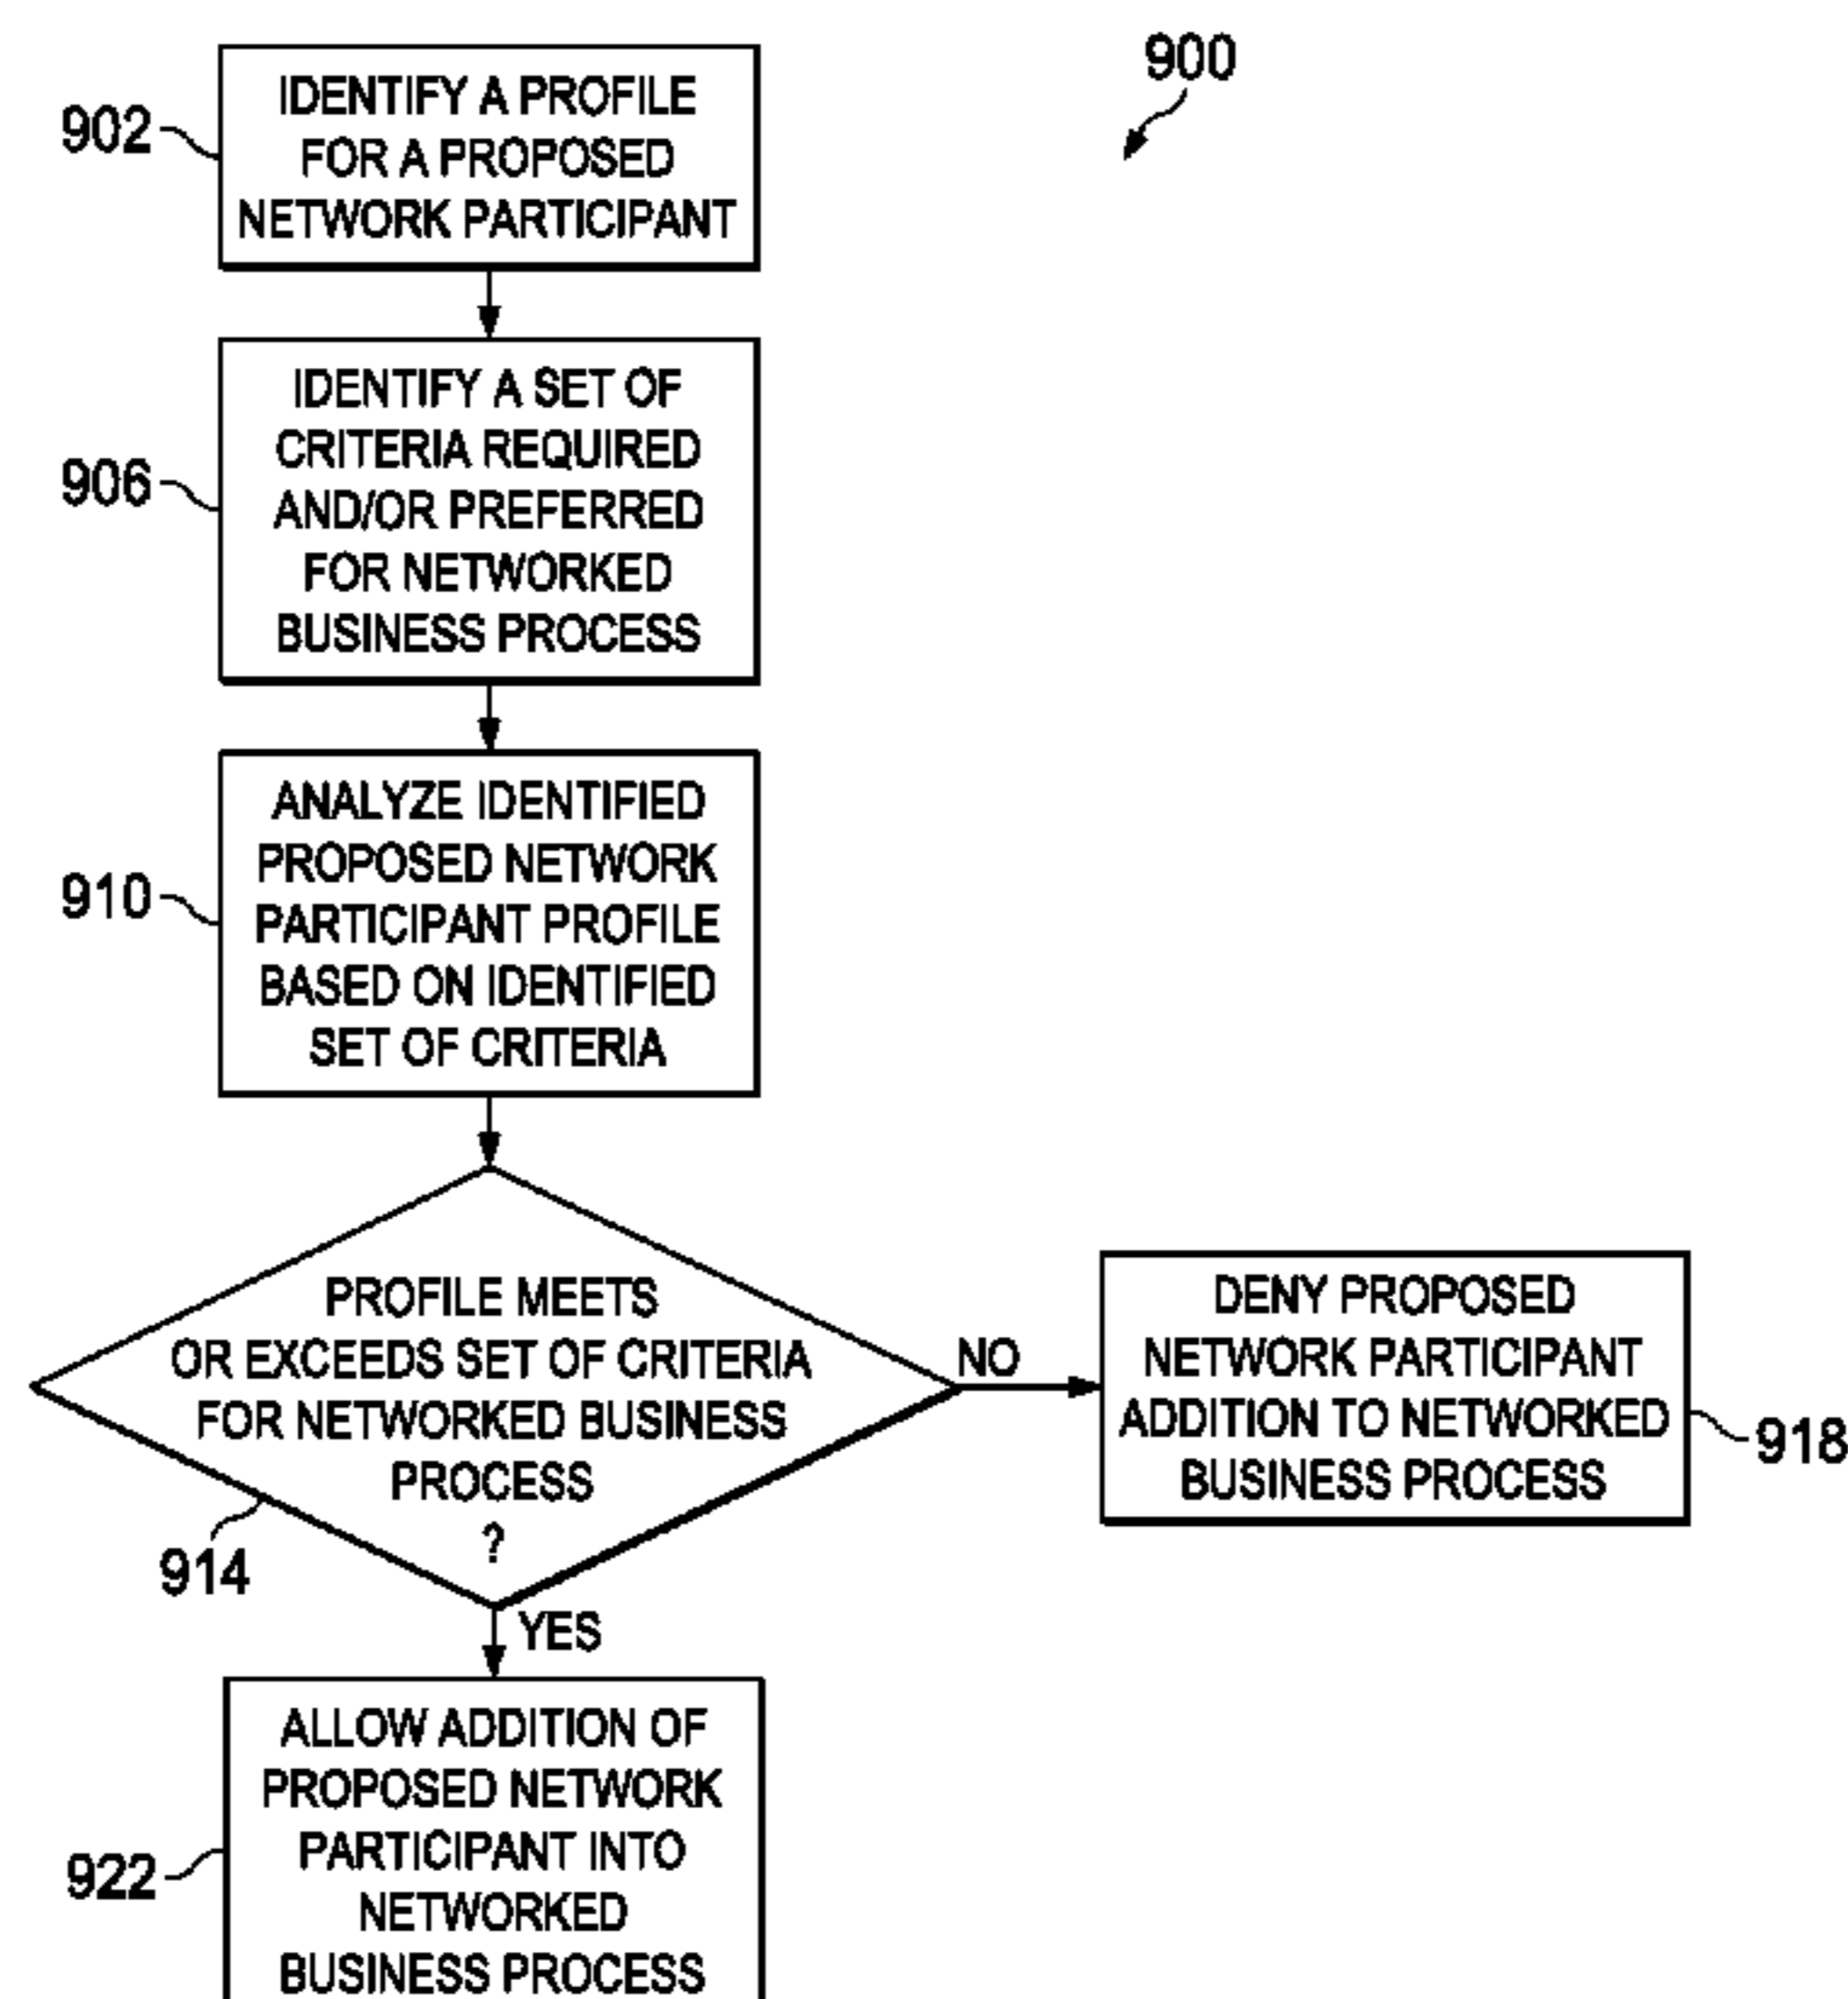 900
902
IDENTIFY A PROFILE
FOR A PROPOSED
NETWORK PARTICIPANT
906
IDENTIFY A SET OF
CRITERIA REQUIRED
AND/OR PREFERRED
FOR NETWORKED
BUSINESS PROCESS
910
ANALYZE IDENTIFIED
PROPOSED NETWORK
PARTICIPANT PROFILE
BASED ON IDENTIFIED
SET OF CRITERIA
PROFILE MEETS
OR EXCEEDS SET OF CRITERIA
FOR NETWORKED BUSINESS
PROCESS
?
914
NO
DENY PROPOSED
NETWORK PARTICIPANT
ADDITION TO NETWORKED
BUSINESS PROCESS
918
YES
922
ALLOW ADDITION OF
PROPOSED NETWORK
PARTICIPANT INTO
NETWORKED
BUSINESS PROCESS